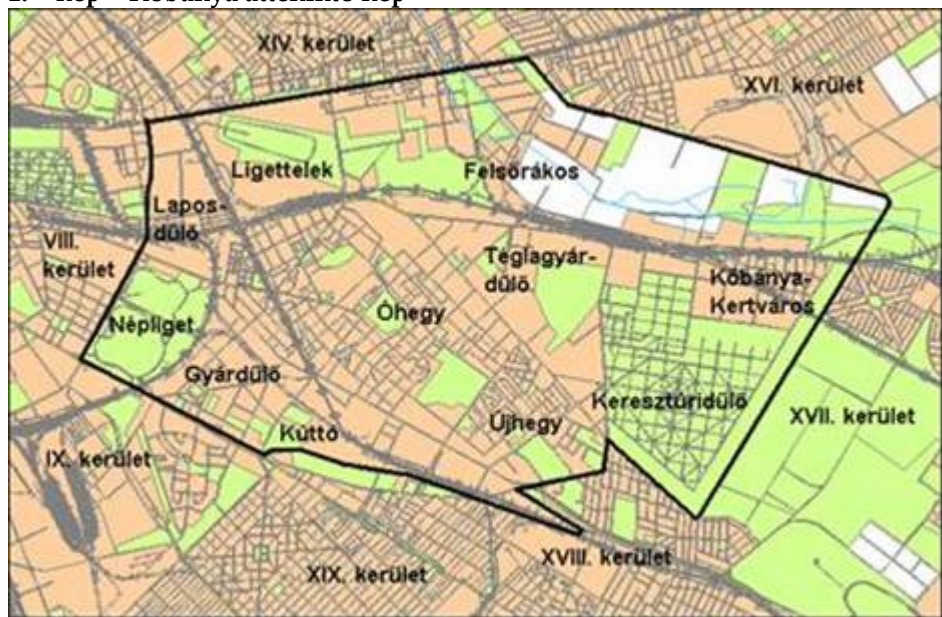 XIV. kerület
XVI. kerület
Ligettelek
Felsőrákos
Lapos-
dűlő
VIII.
kerület
Téglagyár-
dűlő
Kőbánya-
Kertváros
Népliget
Óhegy
Gyárdűlő
Keresztúridűlő
Újhegy
XVII. kerület
Kúttó
IX. kerület
XVIII. kerület
XIX. kerület